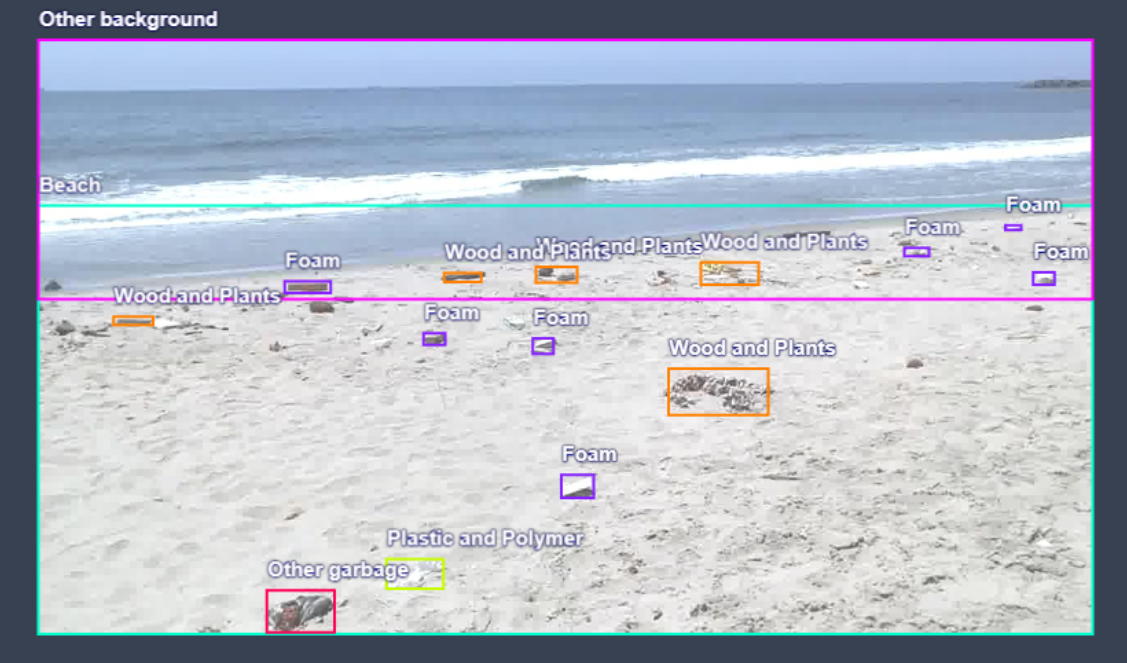 Other background
Beach
Foam
Foam
Foam
Wood and Plants
Wood and Plants
Wood and Plants
Foam
Wood and Plants
Foam
Foam
Wood and Plants
Foam
Plastic and Polymer
Other garbage